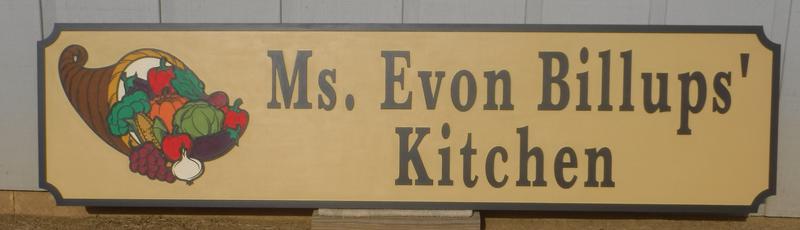 Ms. Evon Billups'
Kitchen